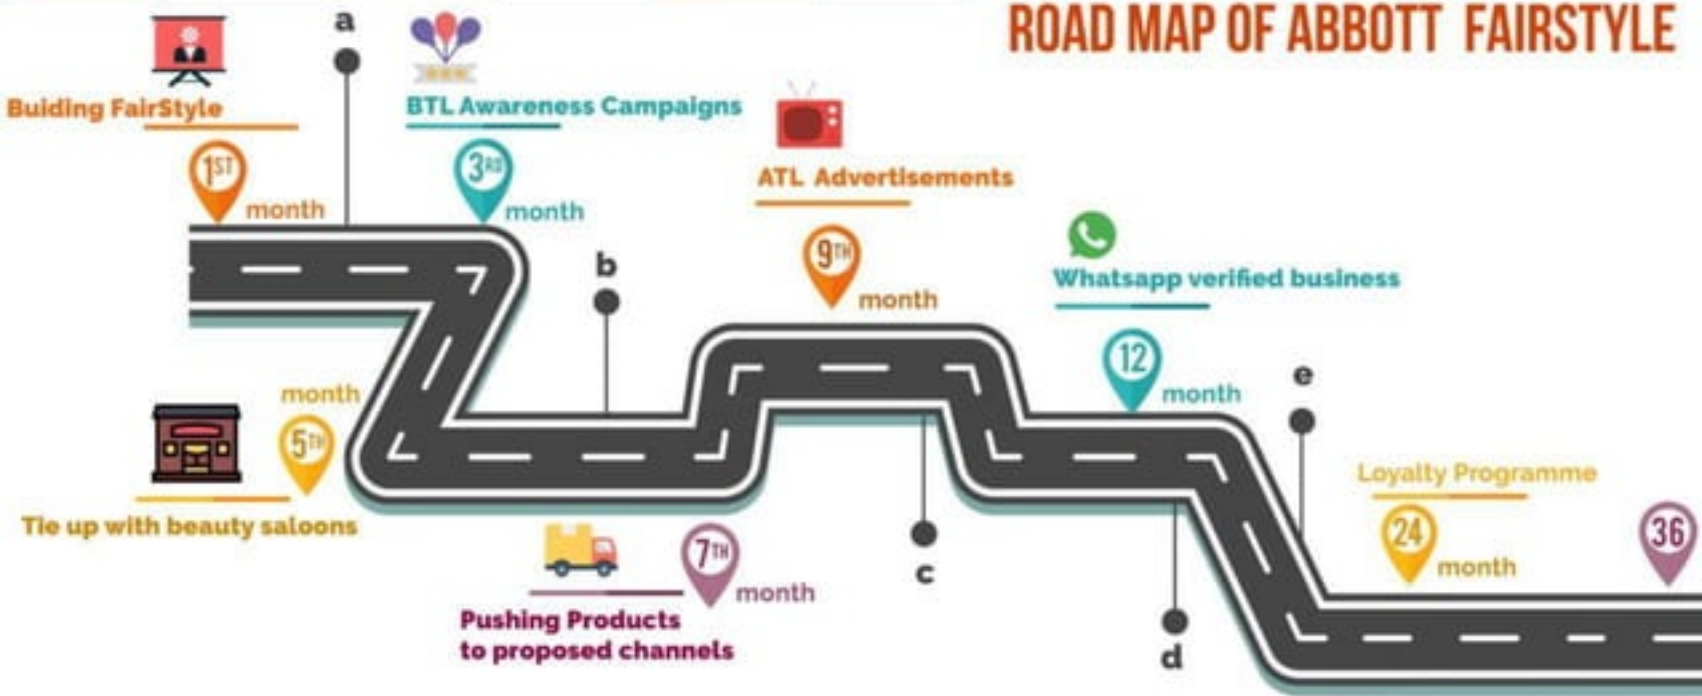 ROAD MAP OF ABBOTT FAIRSTYLE
a
Buiding FairStyle
1ST
month
BTL Awareness Campaigns
3RD
month
ATL Advertisements
9TH
month
b
Whatsapp verified business
12
month
e
month
5TH
Tie up with beauty saloons
7TH
month
Pushing Products
to proposed channels
c
d
Loyalty Programme
24
month
36